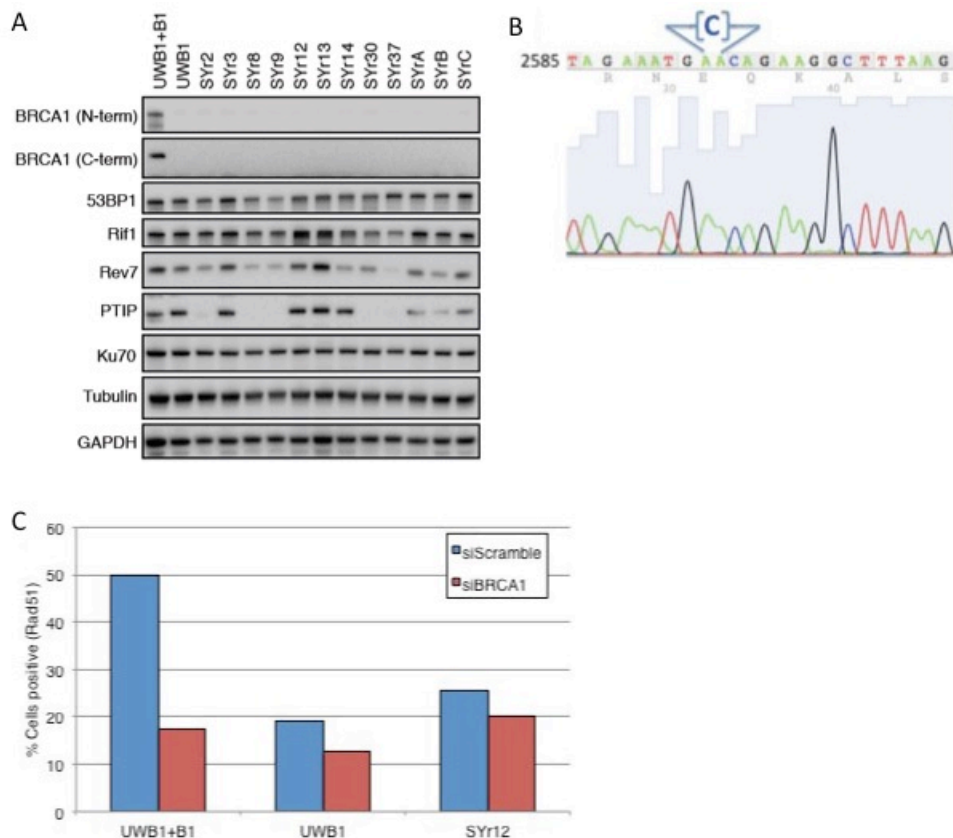 A
UWB1+B1
UWB1
SYr2
SYr3
SYr8
SYr9
SYr12
SYr13
SYr14
SYr30
SYr37
SYrA
SYrB
SYrC
BRCA1 (N-term)
BRCA1 (C-term)
53BP1
Rif1
Rev7
PTIP
Ku70
Tubulin
GAPDH
B
[C]
2585 T A G A A A T G A A C A G A A G G C T T T A A G
R N E Q K A L S
30 40
C
% Cells positive (Rad51)
60
50
40
30
20
10
0
siScramble
siBRCA1
UWB1+B1 UWB1 SYr12